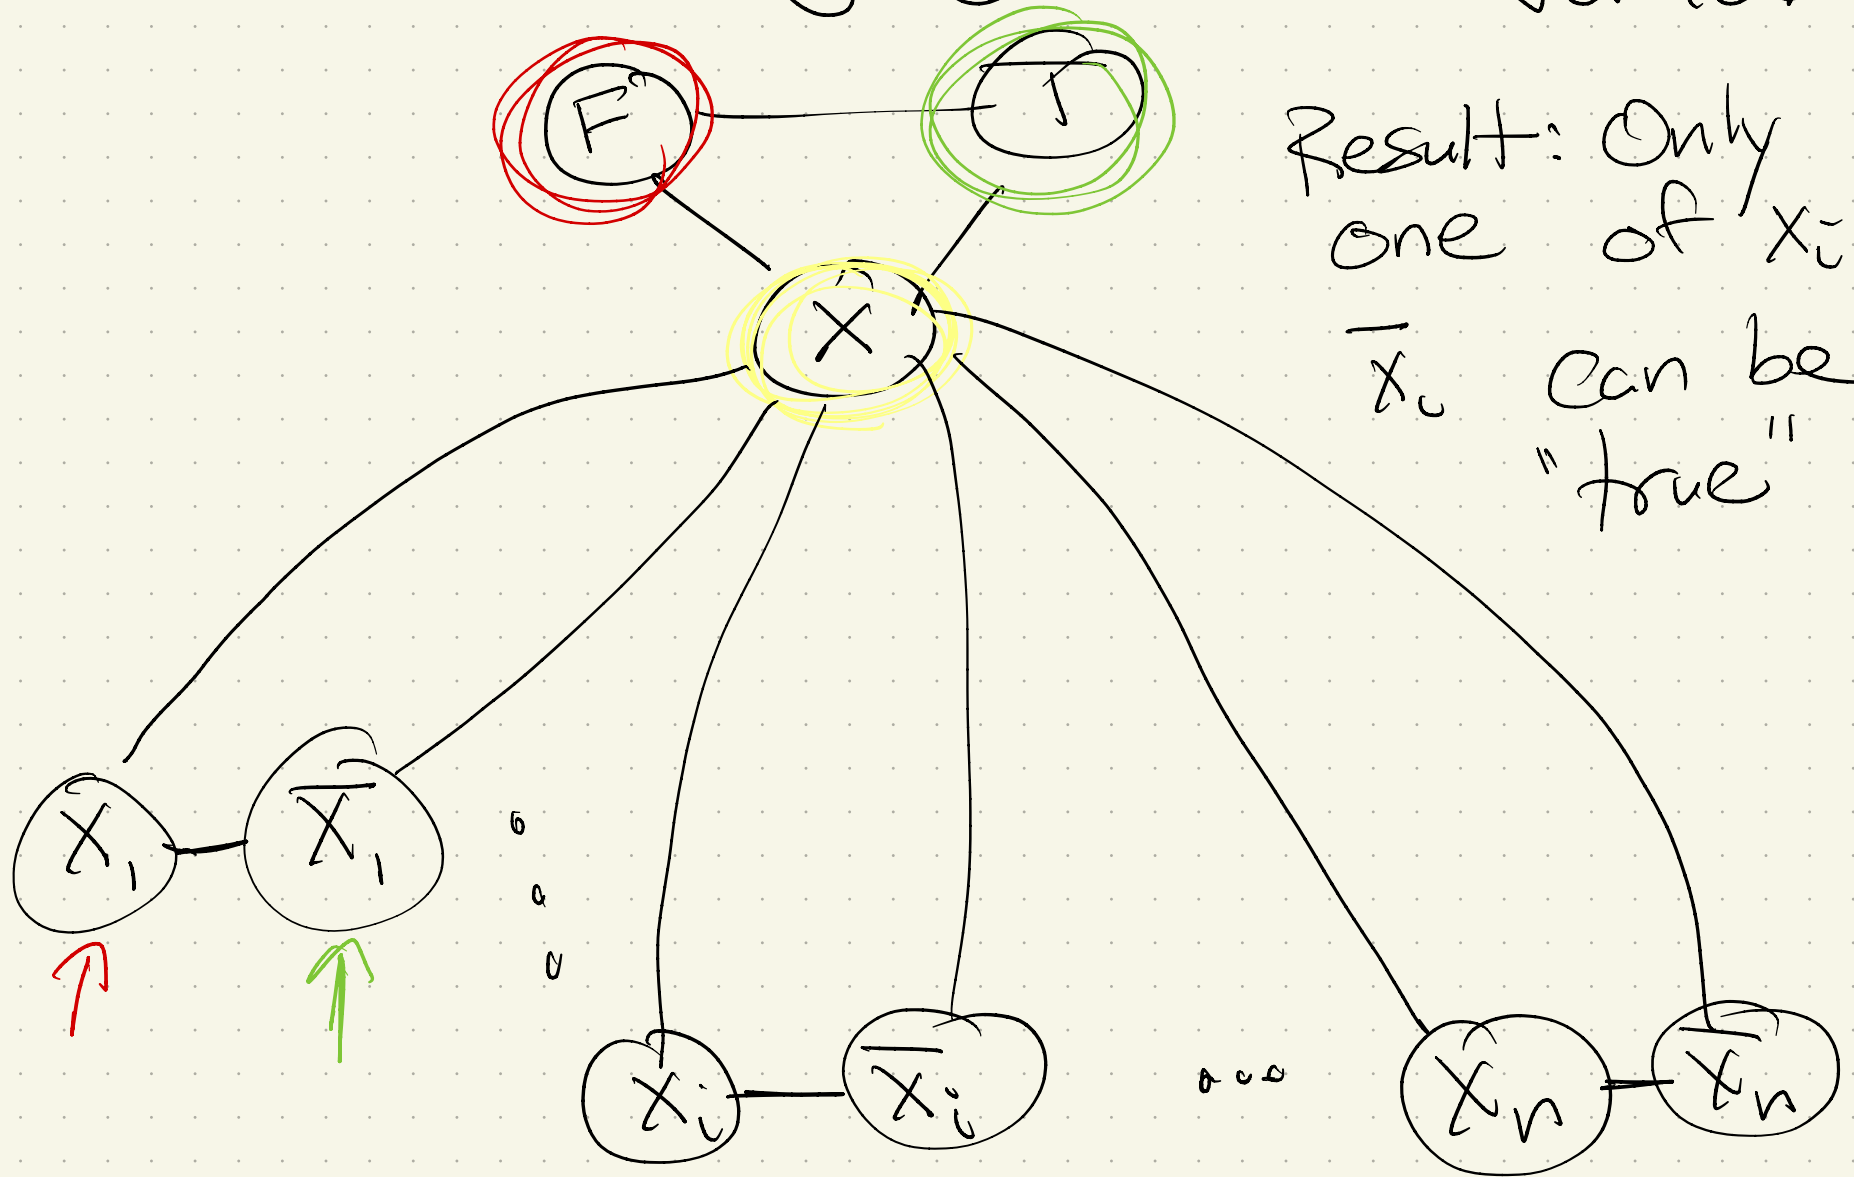 F T
Result: Only
one of xᵢ
X
x̅ᵢ can be
"true"
X₁ X̅₁
xᵢ x̅ᵢ ... Xₙ X̅ₙ